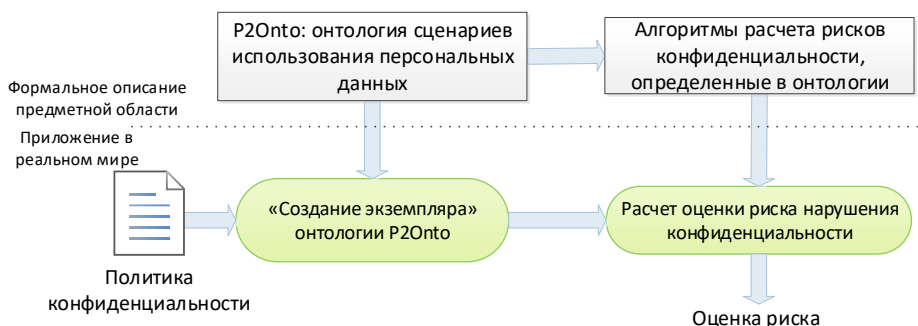 P2Onto: онтология сценариев
использования персональных
данных
Алгоритмы расчета рисков
конфиденциальности,
определенные в онтологии
Формальное описание
предметной области
Приложение в
реальном мире
«Создание экземпляра»
онтологии P2Onto
Расчет оценки риска нарушения
конфиденциальности
Политика
конфиденциальности
Оценка риска